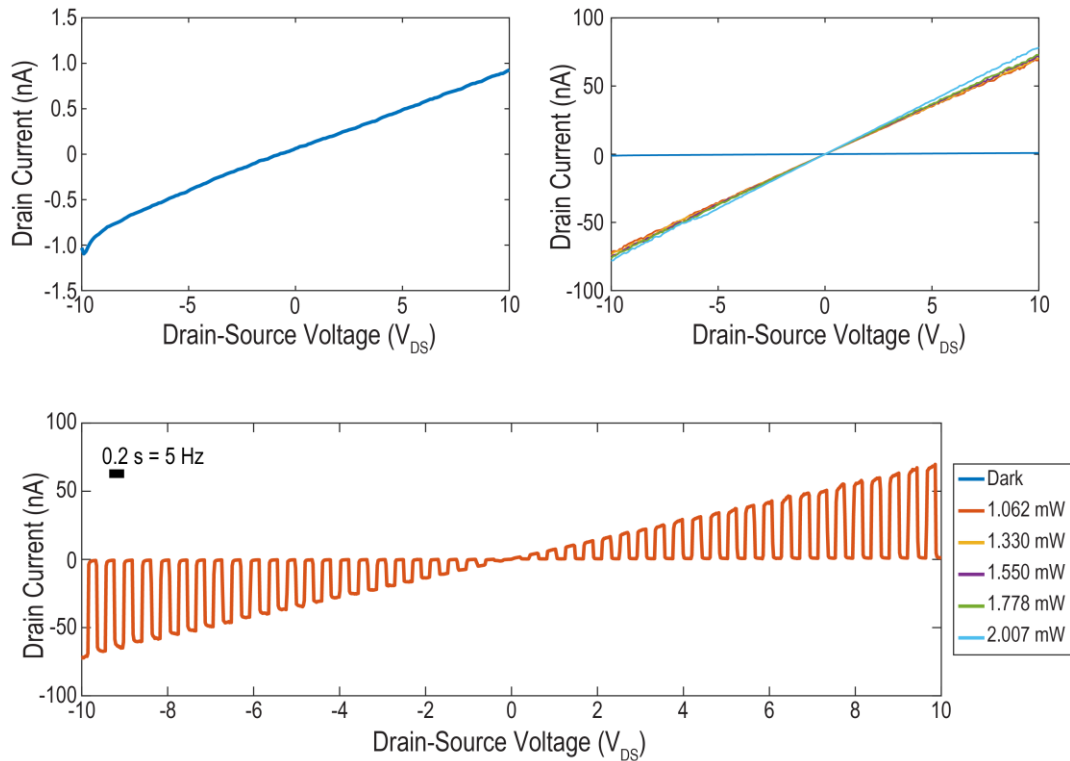 1.5
1.0
0.5
0
-0.5
-1.0
1.5
-10
-5
0
5
10
Drain Current (nA)
Drain-Source Voltage (V_DS)
100
50
0
-50
-100
-10
-5
0
5
10
Drain Current (nA)
Drain-Source Voltage (V_DS)
100
50
0
-50
-100
-10
-8
-6
-4
-2
0
2
4
6
8
10
Drain Current (nA)
Drain-Source Voltage (V_DS)
0.2 s = 5 Hz
Dark
1.062 mW
1.330 mW
1.550 mW
1.778 mW
2.007 mW